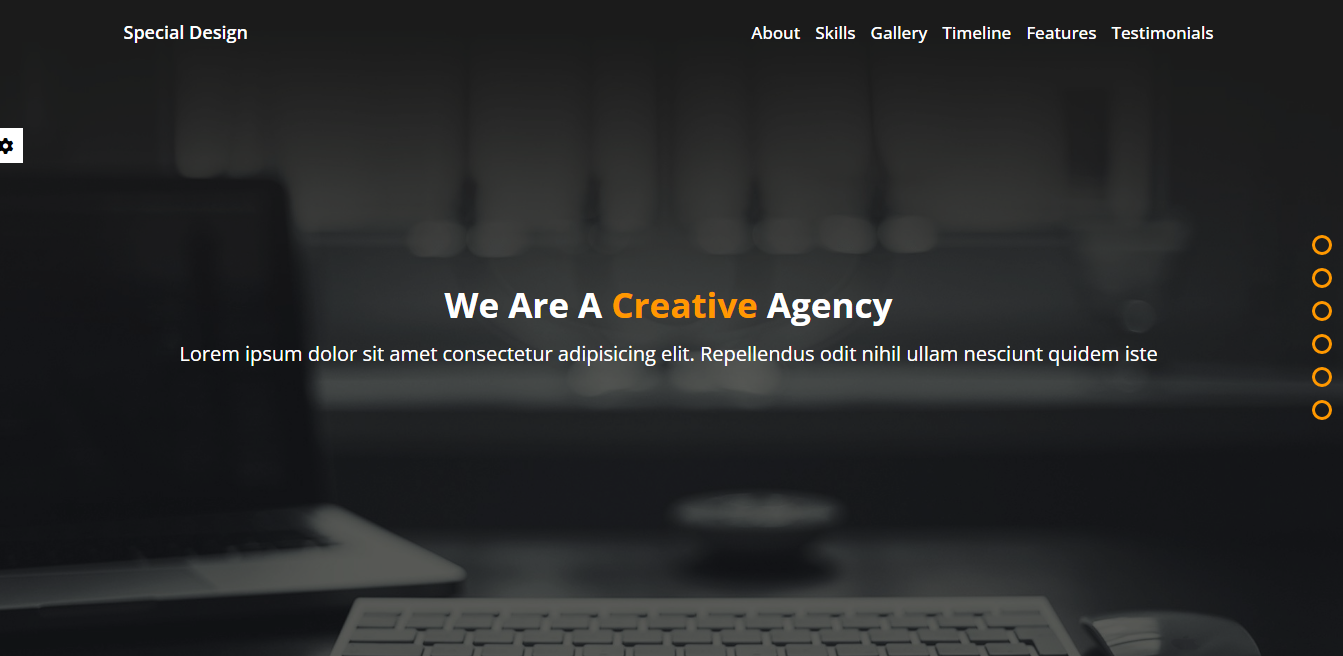 Special Design
About Skills Gallery Timeline Features Testimonials
We Are A Creative Agency
Lorem ipsum dolor sit amet consectetur adipisicing elit. Repellendus odit nihil ullam nesciunt quidem iste